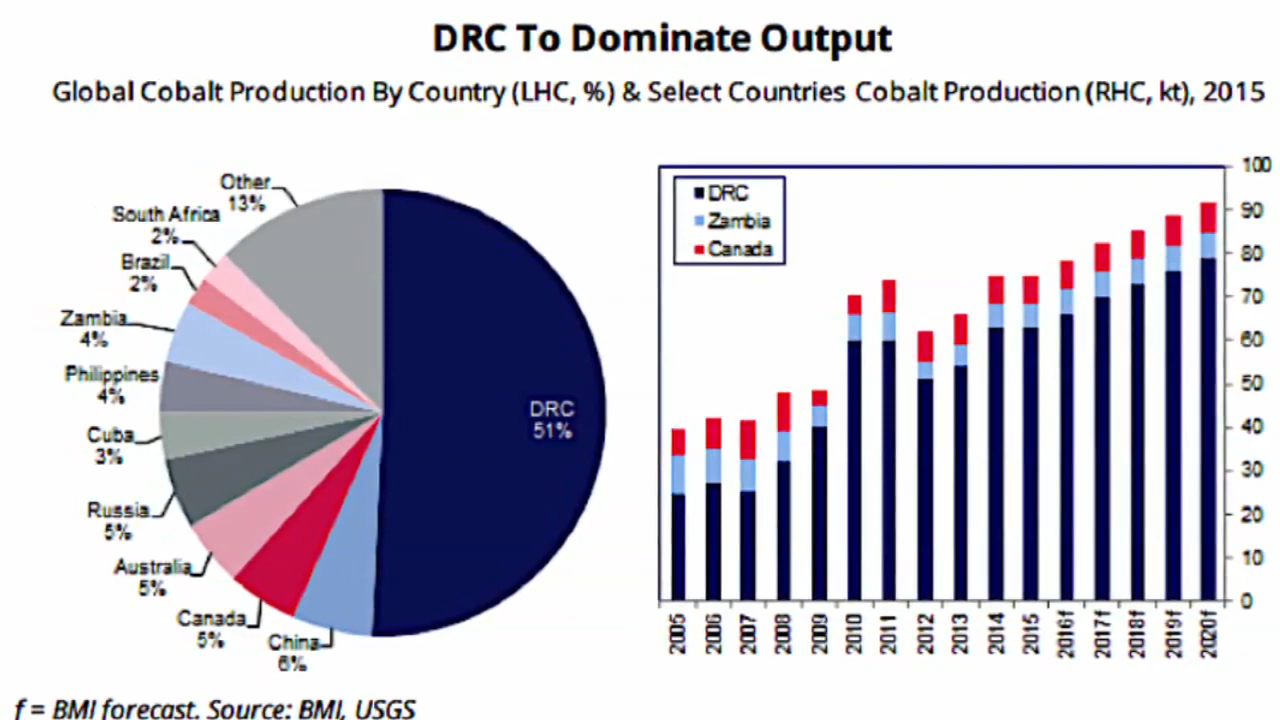 DRC To Dominate Output
Global Cobalt Production By Country (LHC, %) & Select Countries Cobalt Production (RHC, kt), 2015
Other
13%
South Africa
2%
Brazil
2%
Zambia
4%
Philippines
4%
Cuba
3%
Russia
5%
Australia
5%
Canada
5%
China
6%
DRC
51%
DRC
Zambia
Canada
100
90
80
70
60
50
40
30
20
10
0
2005 2006 2007 2008 2009 2010 2011 2012 2013 2014 2015 2016f 2017f 2018f 2019f 2020f
f = BMI forecast. Source: BMI, USGS